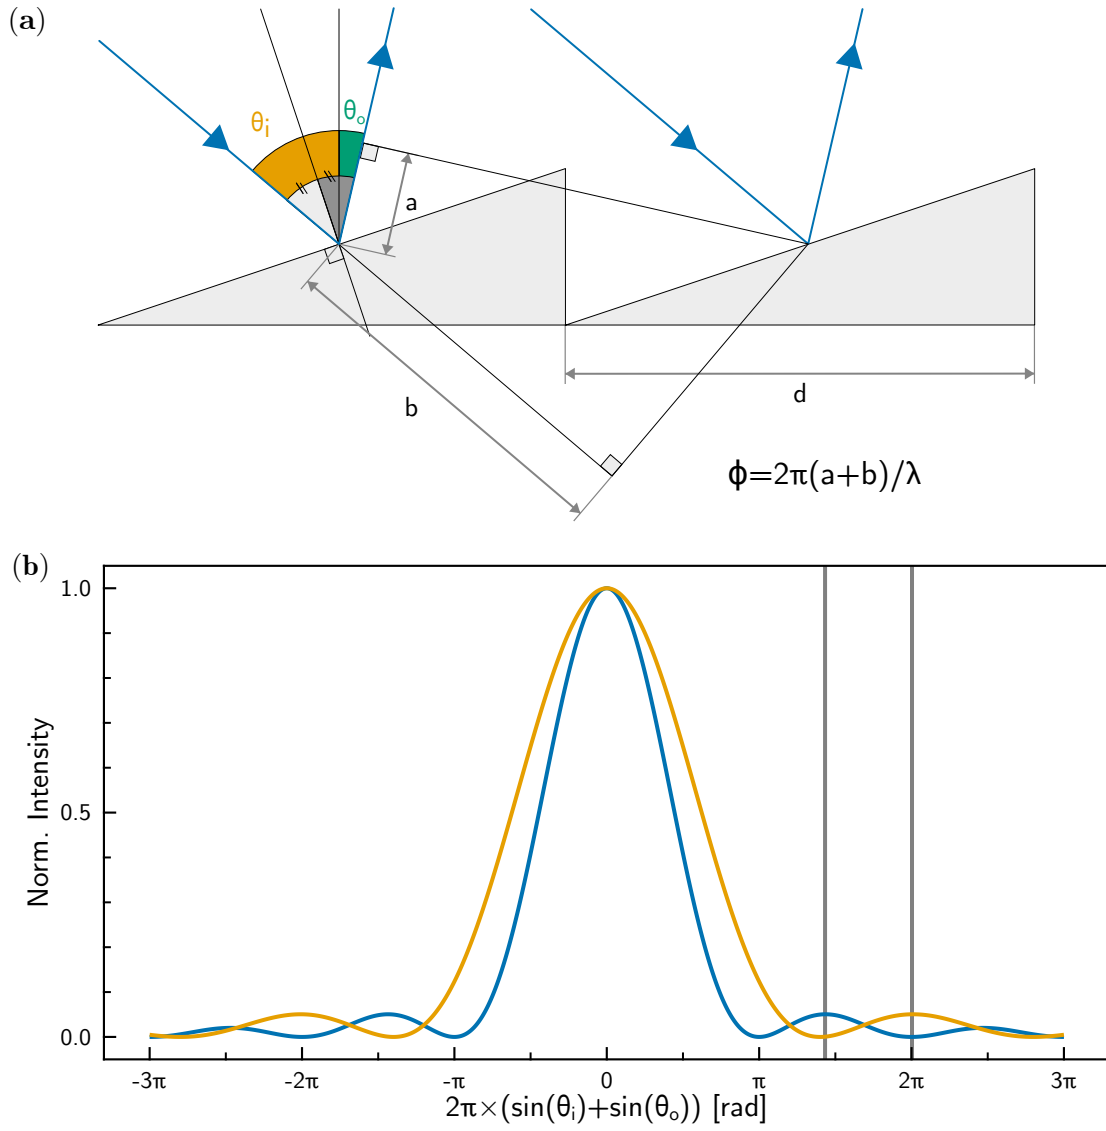 (a)
θi
θo
a
b
d
ϕ=2π(a+b)/λ
(b)
1.0
0.5
0.0
Norm. Intensity
-3π -2π -π 0 π 2π 3π
2π×(sin(θi)+sin(θo)) [rad]